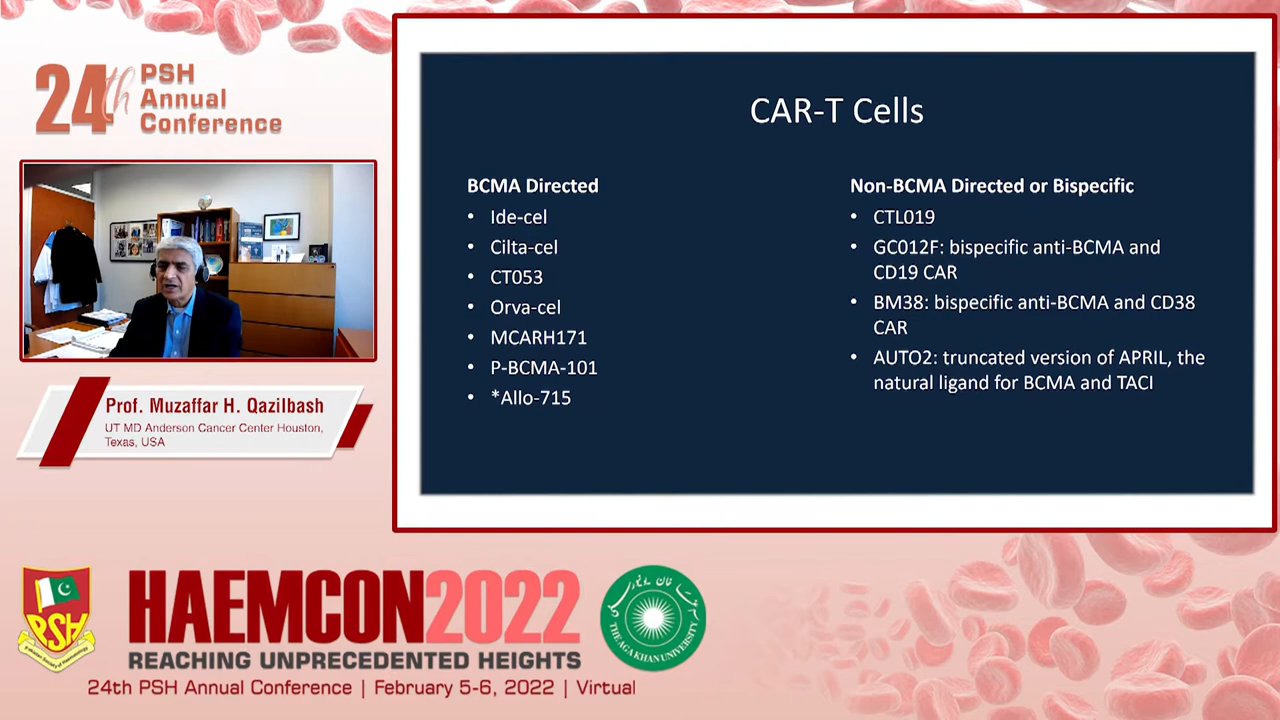 24th
PSH
Annual
Conference
Prof. Muzaffar H. Qazilbash
UT MD Anderson Cancer Center Houston,
Texas, USA
CAR-T Cells
BCMA Directed
• Ide-cel
• Cilta-cel
• CT053
• Orva-cel
• MCARH171
• P-BCMA-101
• *Allo-715
Non-BCMA Directed or Bispecific
• CTL019
• GC012F: bispecific anti-BCMA and
CD19 CAR
• BM38: bispecific anti-BCMA and CD38
CAR
• AUTO2: truncated version of APRIL, the
natural ligand for BCMA and TACI
PSH
Pakistan Society of Haematology
HAEMCON2022
REACHING UNPRECEDENTED HEIGHTS
24th PSH Annual Conference | February 5-6, 2022 | Virtual
THE AGA KHAN UNIVERSITY